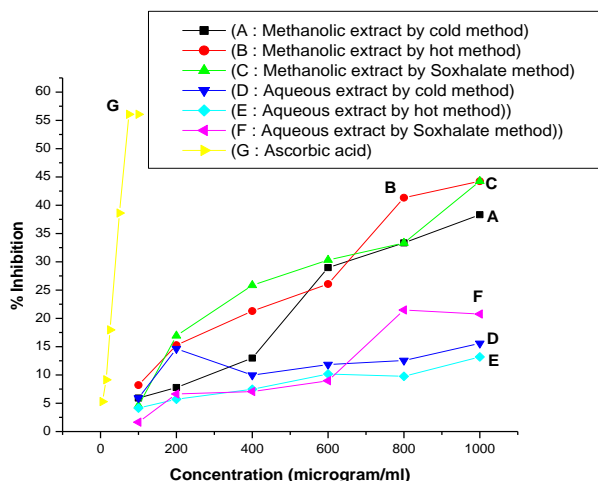 (A : Methanolic extract by cold method)
(B : Methanolic extract by hot method)
(C : Methanolic extract by Soxhalate method)
(D : Aqueous extract by cold method)
(E : Aqueous extract by hot method))
(F : Aqueous extract by Soxhalate method))
(G : Ascorbic acid)
60
55
50
45
40
35
30
25
20
15
10
5
0
% Inhibition
G
B
C
A
F
D
E
0
200
400
600
800
1000
Concentration (microgram/ml)